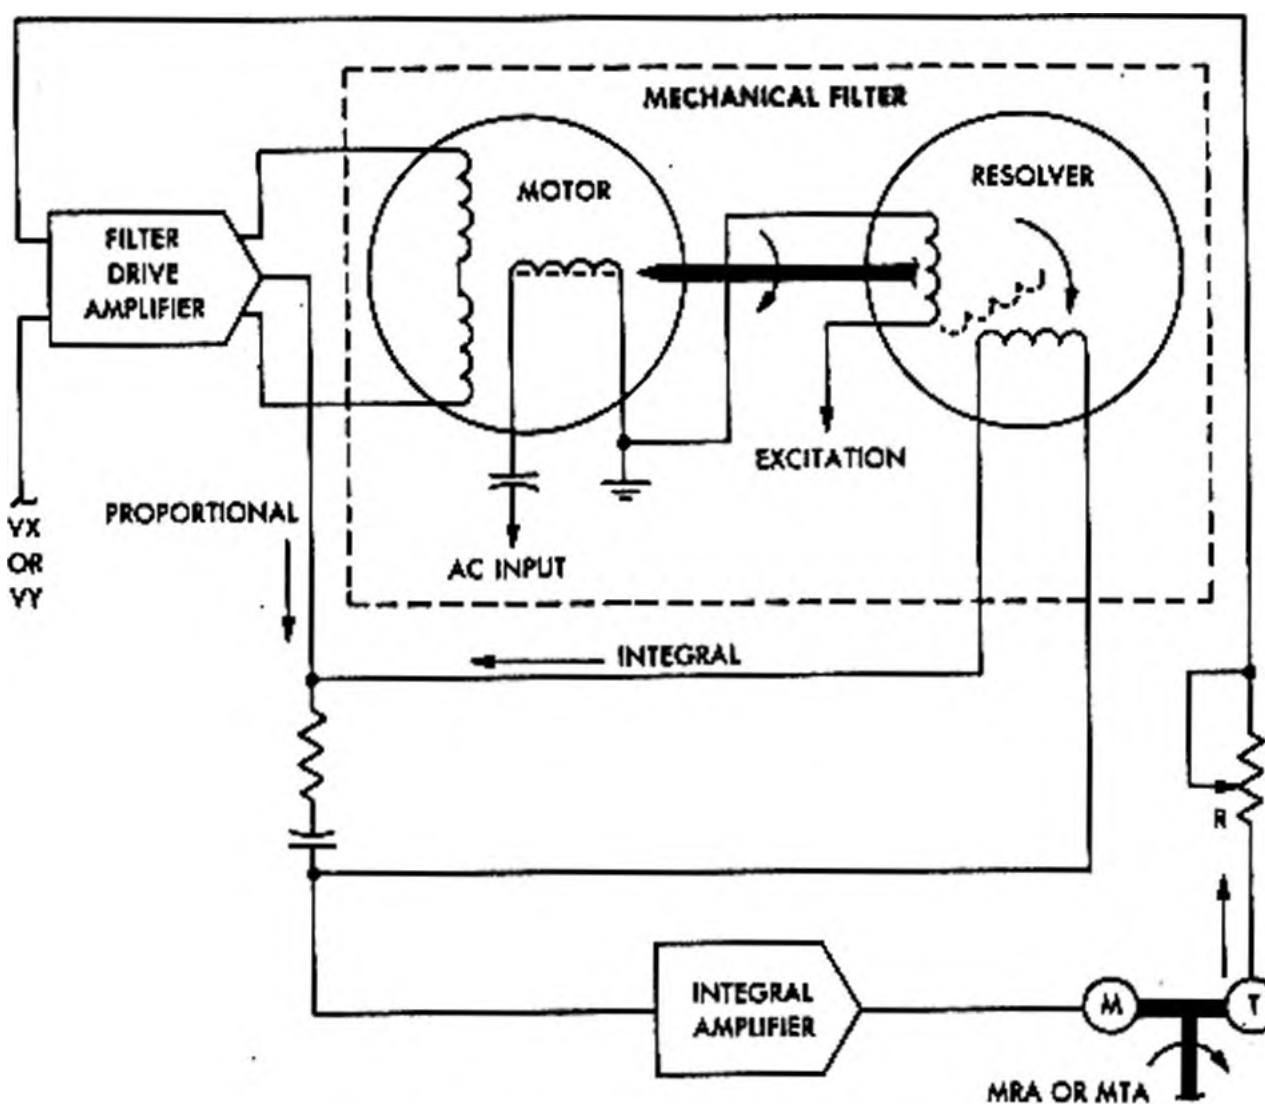 MECHANICAL FILTER
MOTOR
RESOLVER
FILTER
DRIVE
AMPLIFIER
EXCITATION
PROPORTIONAL
VX
OR
VY
AC INPUT
INTEGRAL
R
INTEGRAL
AMPLIFIER
M
T
MRA OR MTA